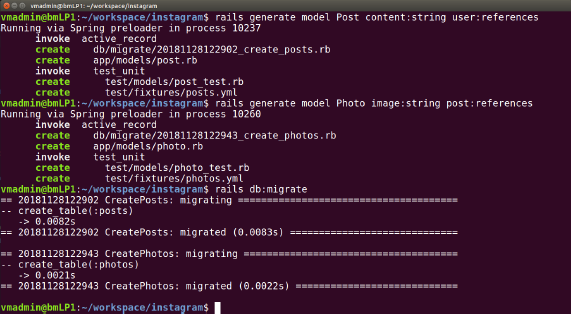 vmadmin@bmLP1: ~/workspace/instagram
vmadmin@bmLP1:~/workspace/instagram$ rails generate model Post content:string user:references
Running via Spring preloader in process 10237
      invoke  active_record
      create    db/migrate/20181128122902_create_posts.rb
      create    app/models/post.rb
      invoke    test_unit
      create      test/models/post_test.rb
      create      test/fixtures/posts.yml
vmadmin@bmLP1:~/workspace/instagram$ rails generate model Photo image:string post:references
Running via Spring preloader in process 10260
      invoke  active_record
      create    db/migrate/20181128122943_create_photos.rb
      create    app/models/photo.rb
      invoke    test_unit
      create      test/models/photo_test.rb
      create      test/fixtures/photos.yml
vmadmin@bmLP1:~/workspace/instagram$ rails db:migrate
== 20181128122902 CreatePosts: migrating ======================================
-- create_table(:posts)
   -> 0.0082s
== 20181128122902 CreatePosts: migrated (0.0083s) =============================
== 20181128122943 CreatePhotos: migrating =====================================
-- create_table(:photos)
   -> 0.0021s
== 20181128122943 CreatePhotos: migrated (0.0022s) ============================
vmadmin@bmLP1:~/workspace/instagram$